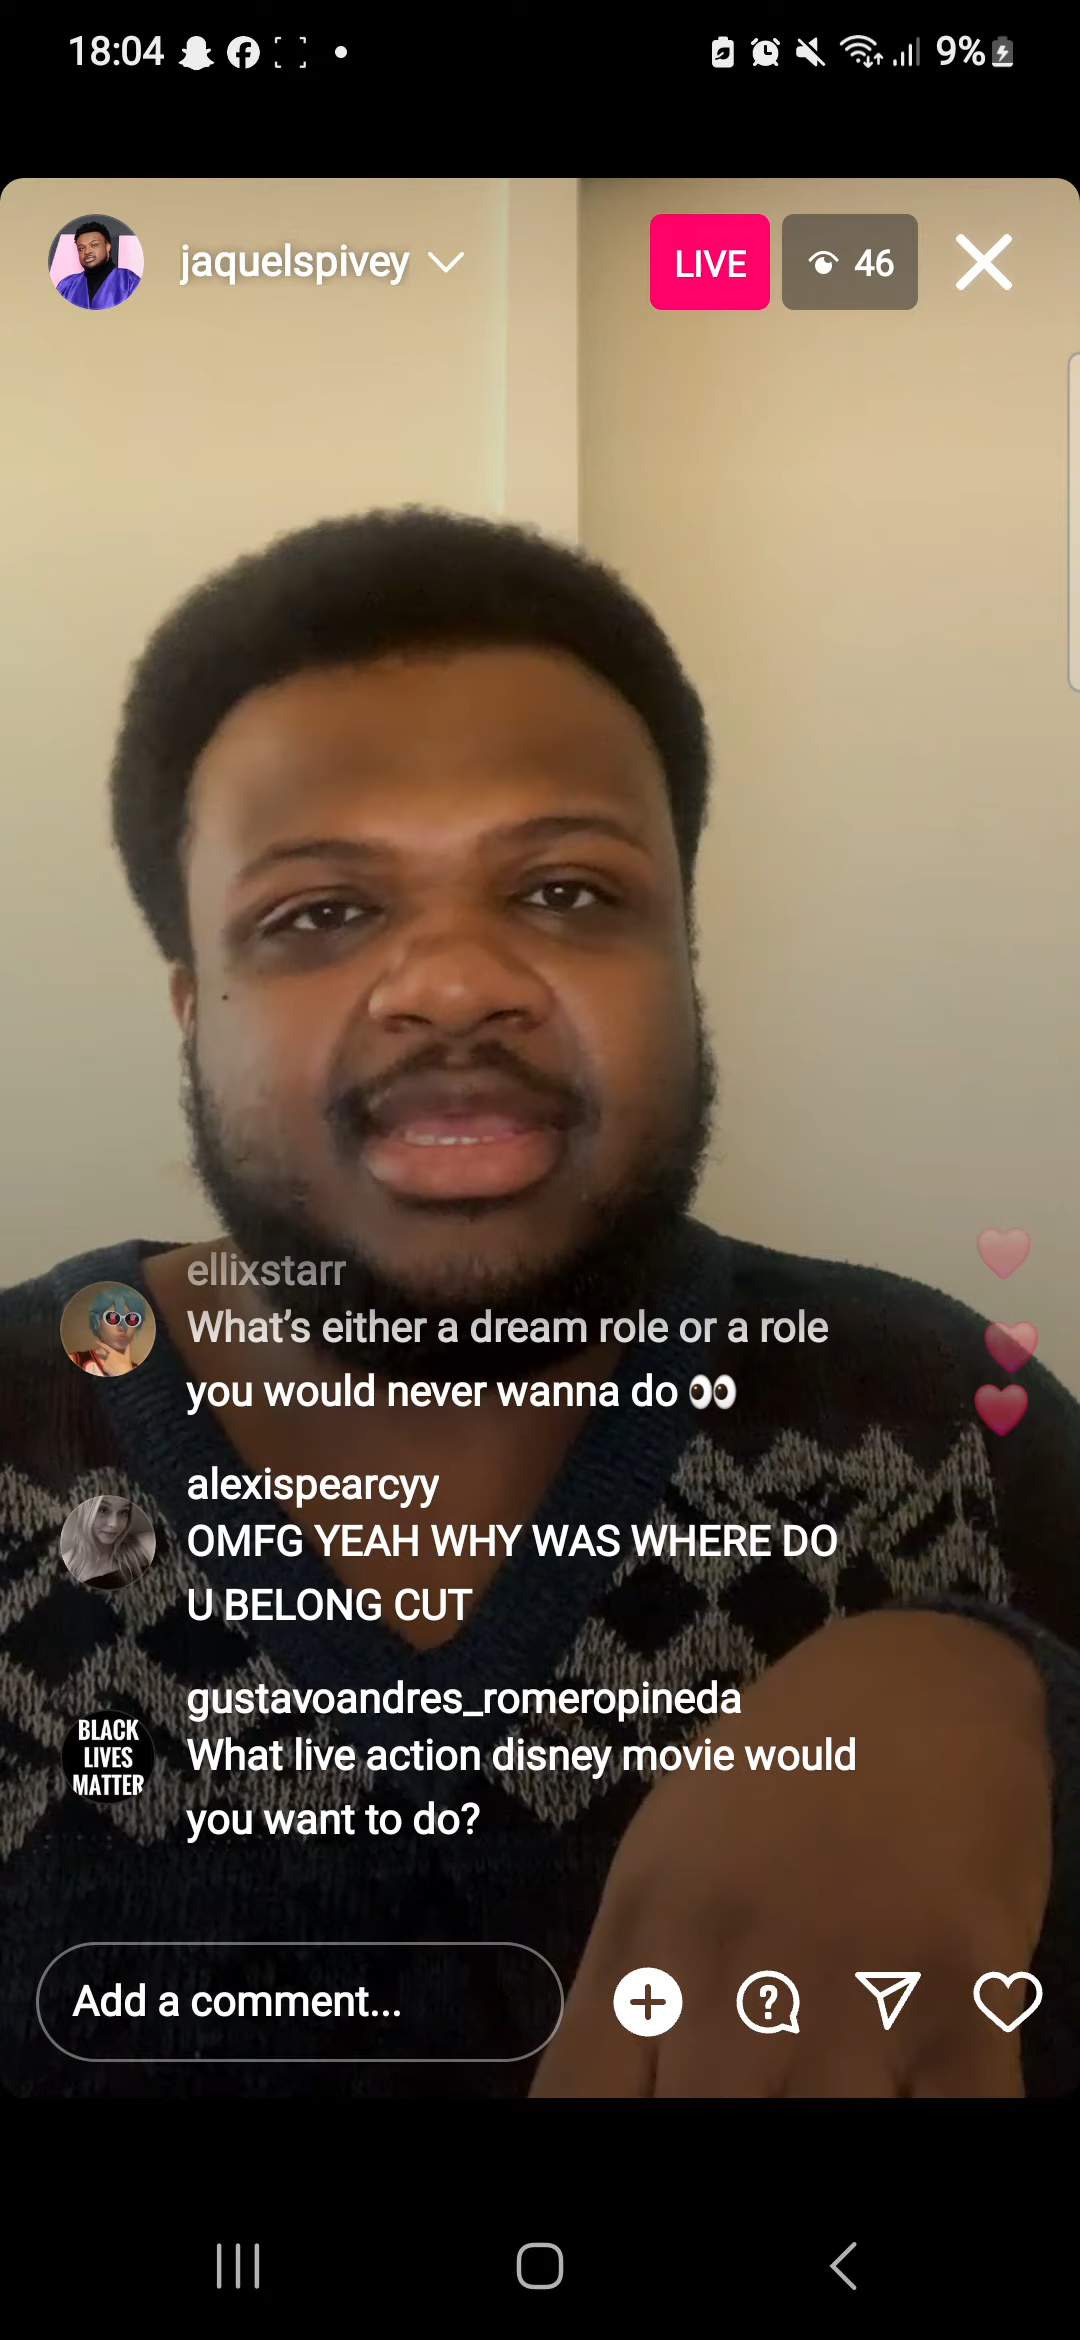 18:04
9%
jaquelspivey
LIVE
46
ellixstarr
What’s either a dream role or a role
you would never wanna do 👀
alexispearcyy
OMFG YEAH WHY WAS WHERE DO
U BELONG CUT
gustavoandres_romeropineda
BLACK
LIVES
MATTER
What live action disney movie would
you want to do?
Add a comment...